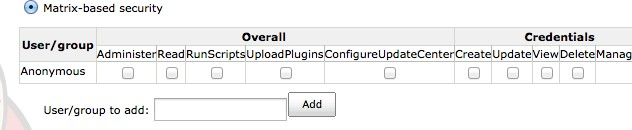 Matrix-based security
User/group Overall Credentials
Administer Read RunScripts UploadPlugins ConfigureUpdateCenter Create Update View Delete Manag
Anonymous
User/group to add: Add